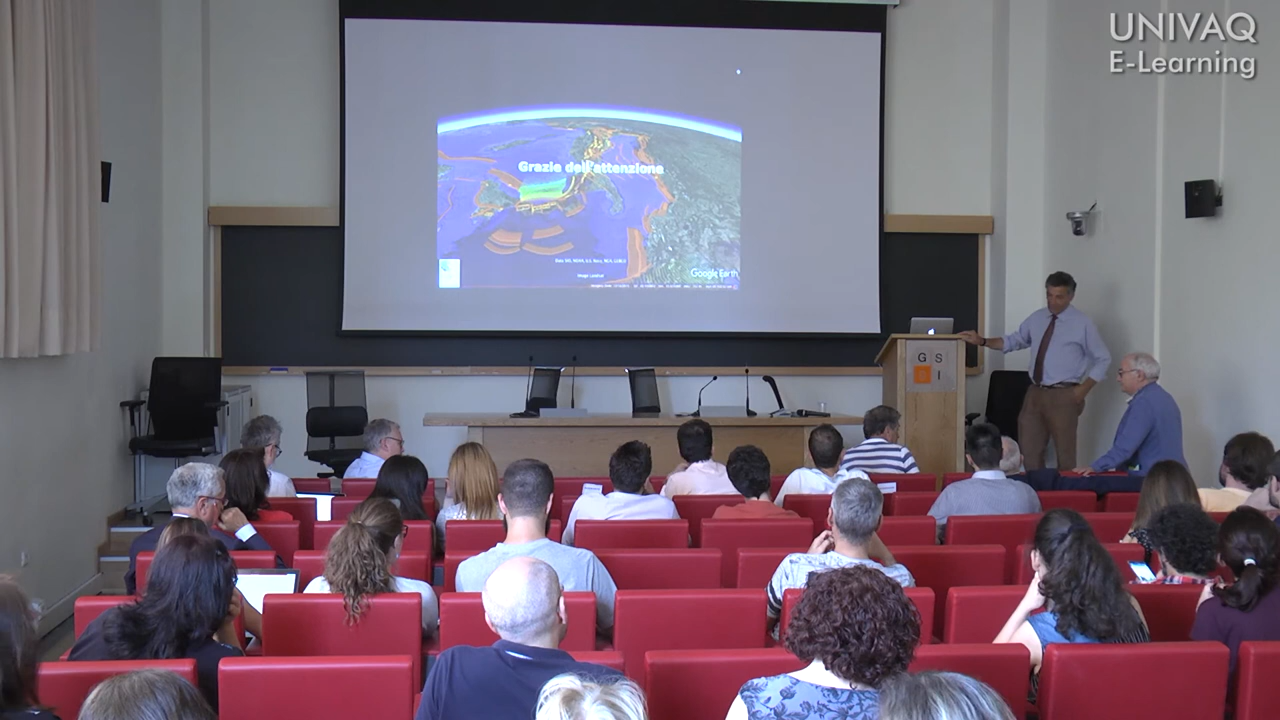 UNIVAQ
E-Learning
Grazie dell'attenzione
Google Earth
G S
I